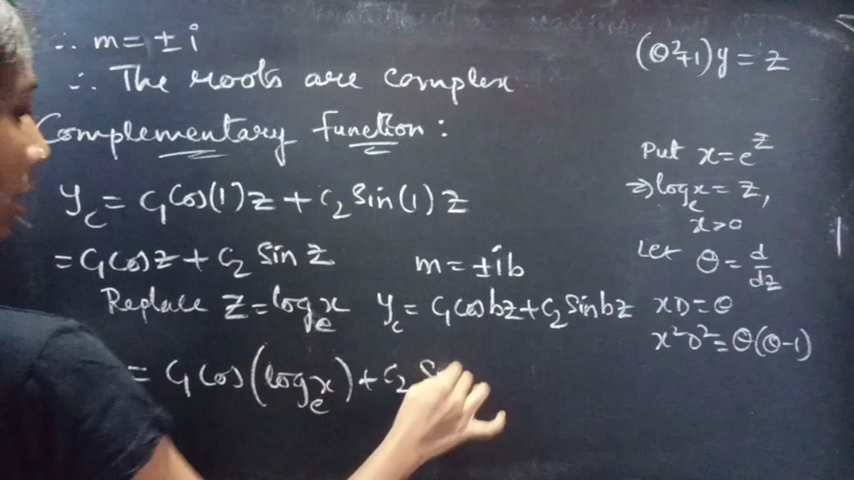 ∴ m = ± i
∴ The roots are complex
Complementary Function :
y_c = c₁ Cos(1)z + c₂ Sin(1)z
= c₁ Cos z + c₂ Sin z
m = ± i b
Replace z = log_e x
y_c = c₁ cos bz + c₂ Sin bz
= c₁ Cos (log_e x) + c₂ S
(θ²+1)y = z
Put x = e^z
⇒ log_e x = z,
x > 0
Let θ = d/dz
xD = θ
x²D² = θ(θ-1)